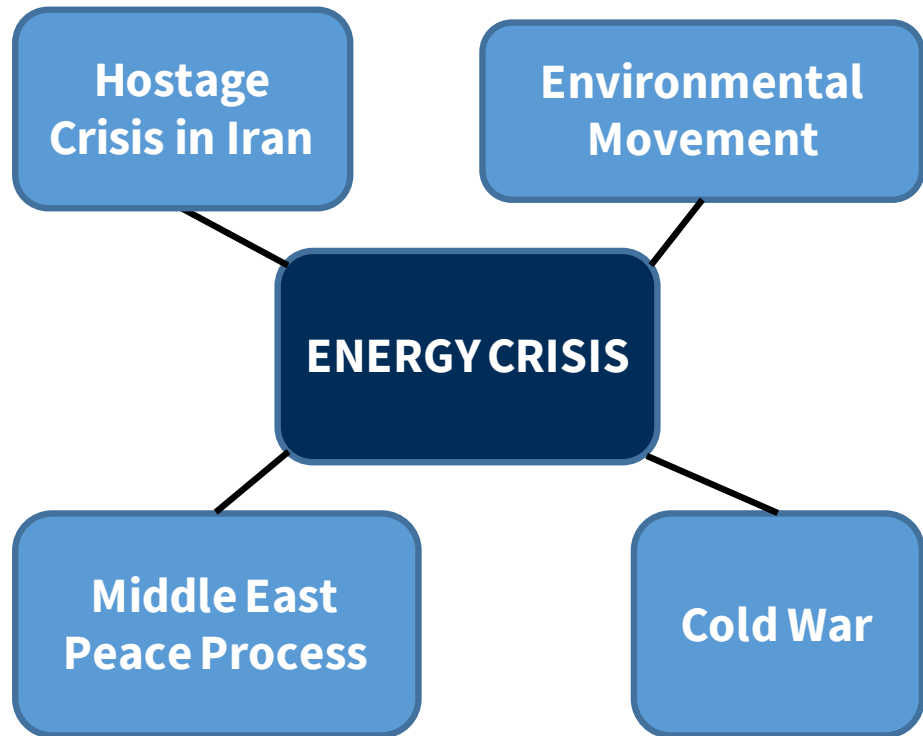 Hostage
Crisis in Iran
Environmental
Movement
ENERGY CRISIS
Middle East
Peace Process
Cold War